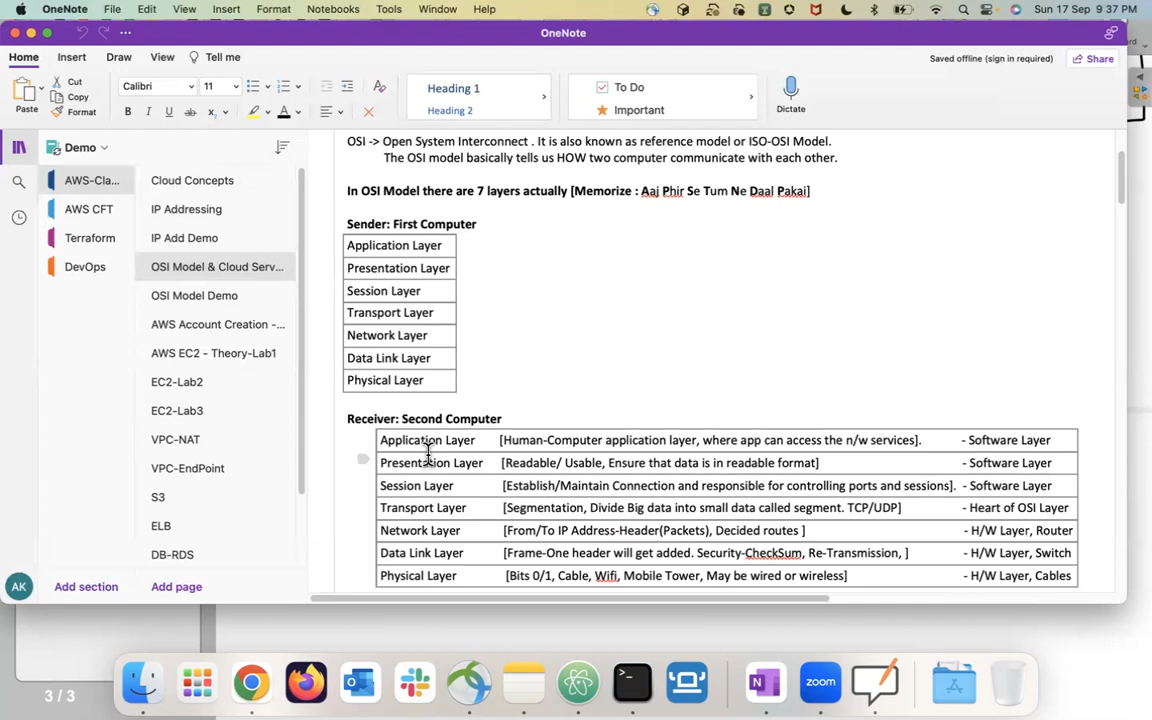 OneNote File Edit View Insert Format Notebooks Tools Window Help Sun 17 Sep 9:37 PM
OneNote
Home Insert Draw View Tell me Saved offline (sign in required) Share
Paste Cut Copy Format
Calibri 11
B I U ab x
Heading 1
Heading 2
To Do
Important
Dictate
Demo
AWS-Cla...
AWS CFT
Terraform
DevOps
Cloud Concepts
IP Addressing
IP Add Demo
OSI Model & Cloud Serv...
OSI Model Demo
AWS Account Creation -...
AWS EC2 - Theory-Lab1
EC2-Lab2
EC2-Lab3
VPC-NAT
VPC-EndPoint
S3
ELB
DB-RDS
AK Add section Add page
OSI -> Open System Interconnect . It is also known as reference model or ISO-OSI Model.
The OSI model basically tells us HOW two computer communicate with each other.
In OSI Model there are 7 layers actually [Memorize : Aaj Phir Se Tum Ne Daal Pakai]
Sender: First Computer
Application Layer
Presentation Layer
Session Layer
Transport Layer
Network Layer
Data Link Layer
Physical Layer
Receiver: Second Computer
Application Layer [Human-Computer application layer, where app can access the n/w services]. - Software Layer
Presentation Layer [Readable/ Usable, Ensure that data is in readable format] - Software Layer
Session Layer [Establish/Maintain Connection and responsible for controlling ports and sessions]. - Software Layer
Transport Layer [Segmentation, Divide Big data into small data called segment. TCP/UDP] - Heart of OSI Layer
Network Layer [From/To IP Address-Header(Packets), Decided routes ] - H/W Layer, Router
Data Link Layer [Frame-One header will get added. Security-CheckSum, Re-Transmission, ] - H/W Layer, Switch
Physical Layer [Bits 0/1, Cable, Wifi, Mobile Tower, May be wired or wireless] - H/W Layer, Cables
3 / 3
zoom